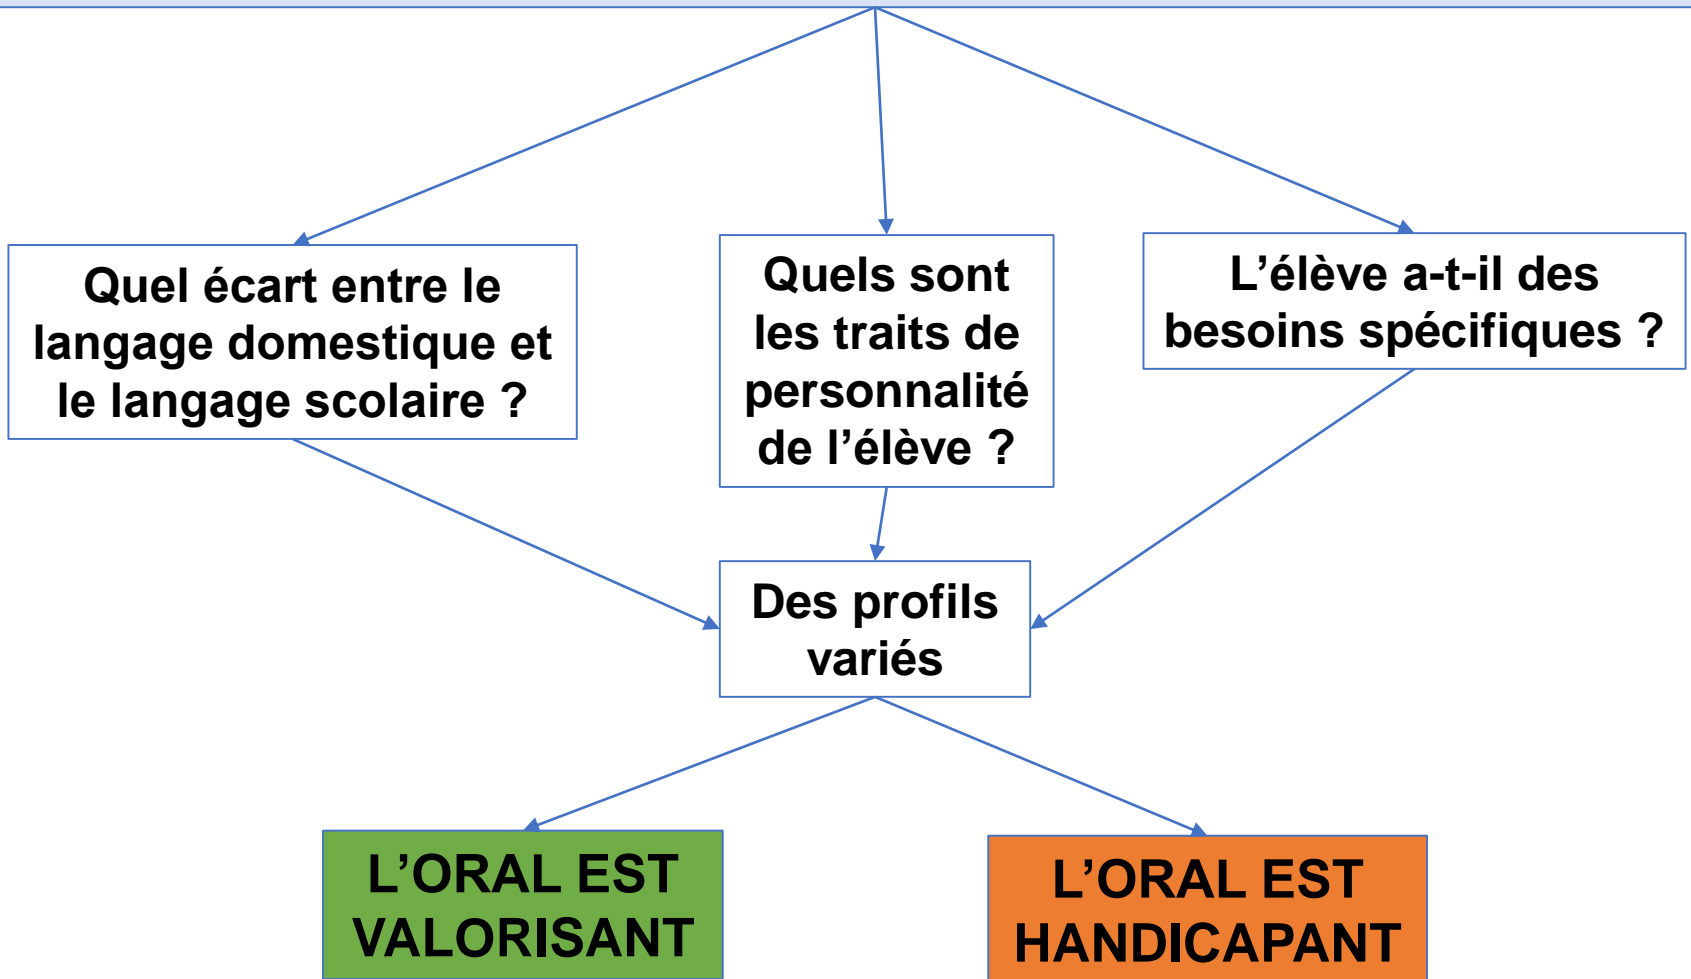 Quel écart entre le
langage domestique et
le langage scolaire ?
Quels sont
les traits de
personnalité
de l’élève ?
L’élève a-t-il des
besoins spécifiques ?
Des profils
variés
L’ORAL EST
VALORISANT
L’ORAL EST
HANDICAPANT